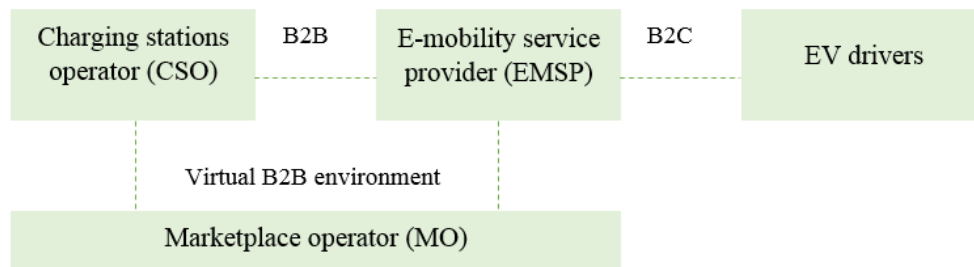 Charging stations
operator (CSO)
B2B
E-mobility service
provider (EMSP)
B2C
EV drivers
Virtual B2B environment
Marketplace operator (MO)